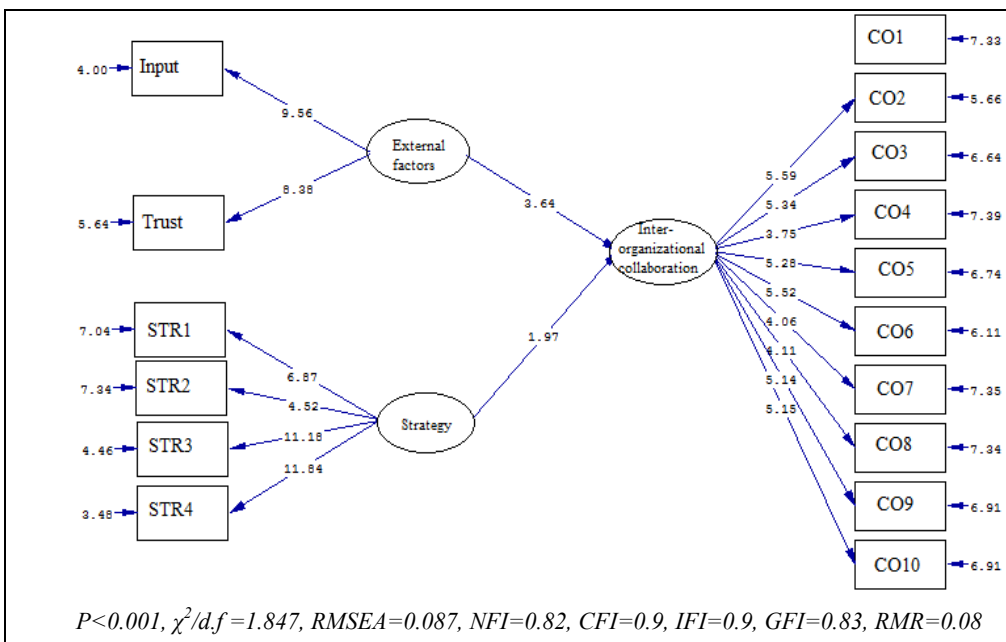 CO1
7.33
Input
4.00
CO2
5.66
9.56
External
factors
CO3
6.64
5.59
8.38
5.34
CO4
7.39
3.64
3.75
Trust
5.64
Inter-
organizational
collaboration
5.28
CO5
6.74
5.52
STR1
7.04
4.06
CO6
6.11
1.97
4.11
STR2
7.34
6.87
5.14
CO7
7.35
4.52
5.15
Strategy
STR3
4.46
11.18
CO8
7.34
11.84
STR4
3.48
CO9
6.91
CO10
6.91
P<0.001, χ²/d.f =1.847, RMSEA=0.087, NFI=0.82, CFI=0.9, IFI=0.9, GFI=0.83, RMR=0.08